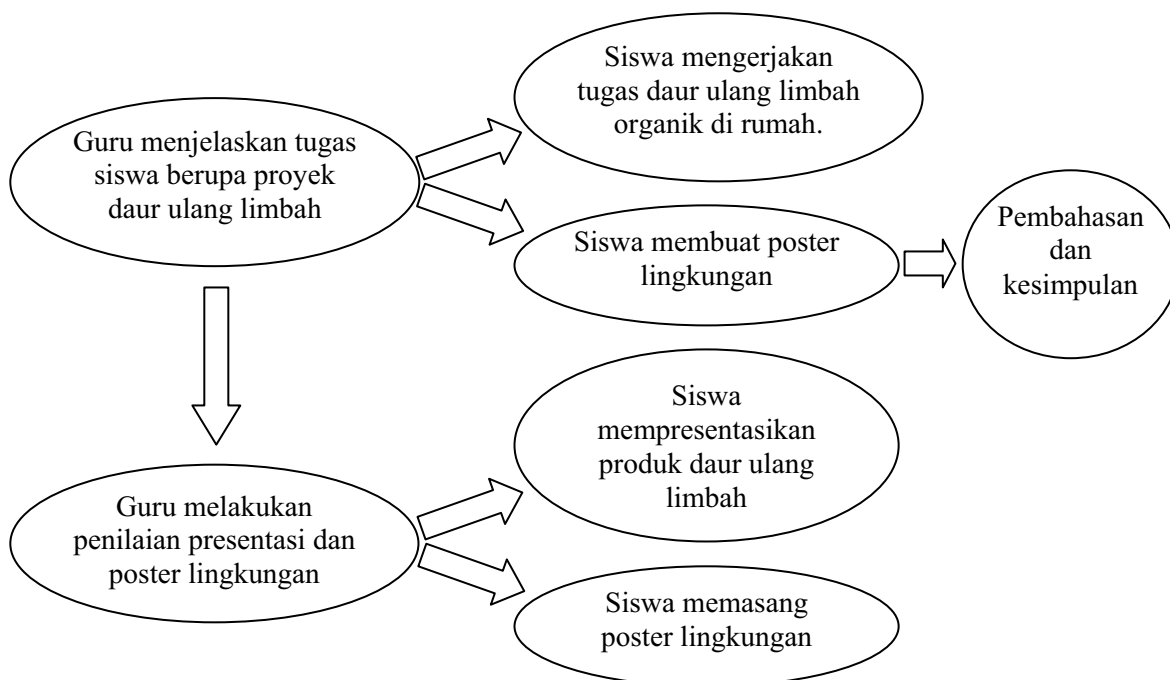 Guru menjelaskan tugas
siswa berupa proyek
daur ulang limbah
Siswa mengerjakan
tugas daur ulang limbah
organik di rumah.
Siswa membuat poster
lingkungan
Pembahasan
dan
kesimpulan
Guru melakukan
penilaian presentasi dan
poster lingkungan
Siswa
mempresentasikan
produk daur ulang
limbah
Siswa memasang
poster lingkungan